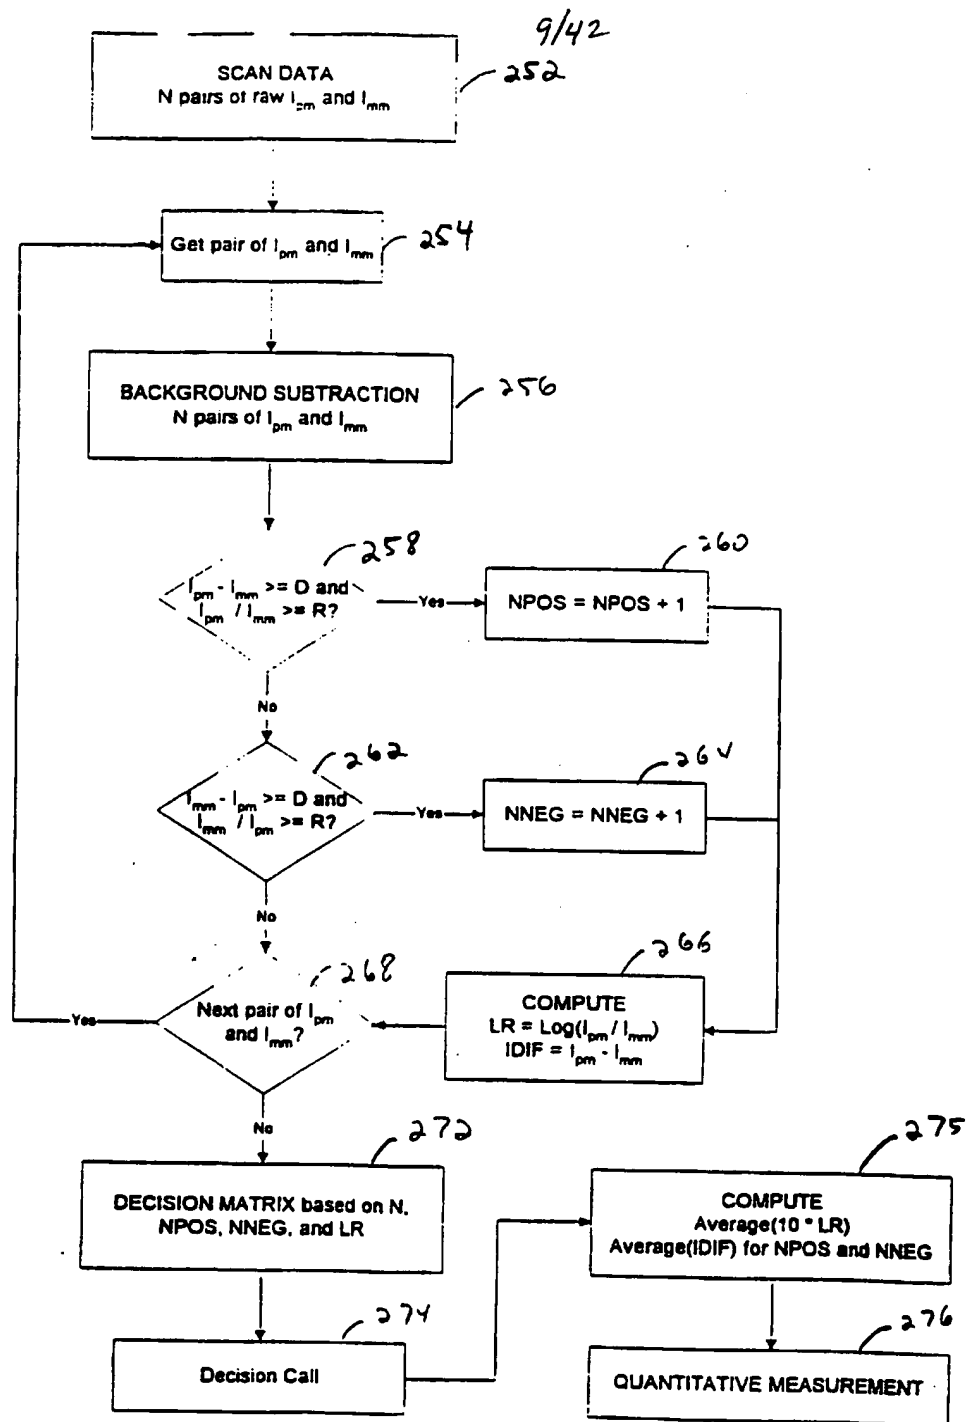 9/42
SCAN DATA
N pairs of raw Ipm and Imm
252
Get pair of Ipm and Imm
254
BACKGROUND SUBTRACTION
N pairs of Ipm and Imm
256
258
Ipm - Imm >= D and
Ipm / Imm >= R?
Yes
260
NPOS = NPOS + 1
No
262
Imm - Ipm >= D and
Imm / Ipm >= R?
Yes
264
NNEG = NNEG + 1
No
268
Next pair of Ipm
and Imm?
Yes
266
COMPUTE
LR = Log(Ipm / Imm)
IDIF = Ipm - Imm
No
272
DECISION MATRIX based on N,
NPOS, NNEG, and LR
275
COMPUTE
Average(10 * LR)
Average(IDIF) for NPOS and NNEG
274
Decision Call
276
QUANTITATIVE MEASUREMENT